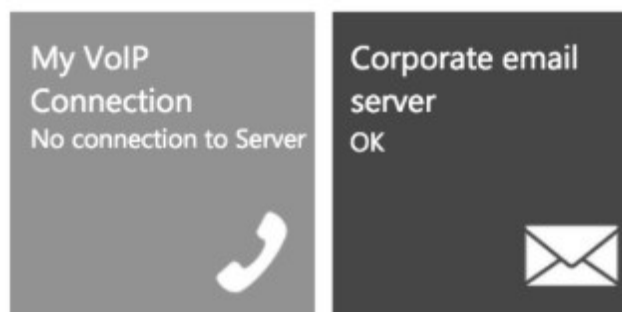 My VoIP
Connection
No connection to Server
Corporate email
server
OK